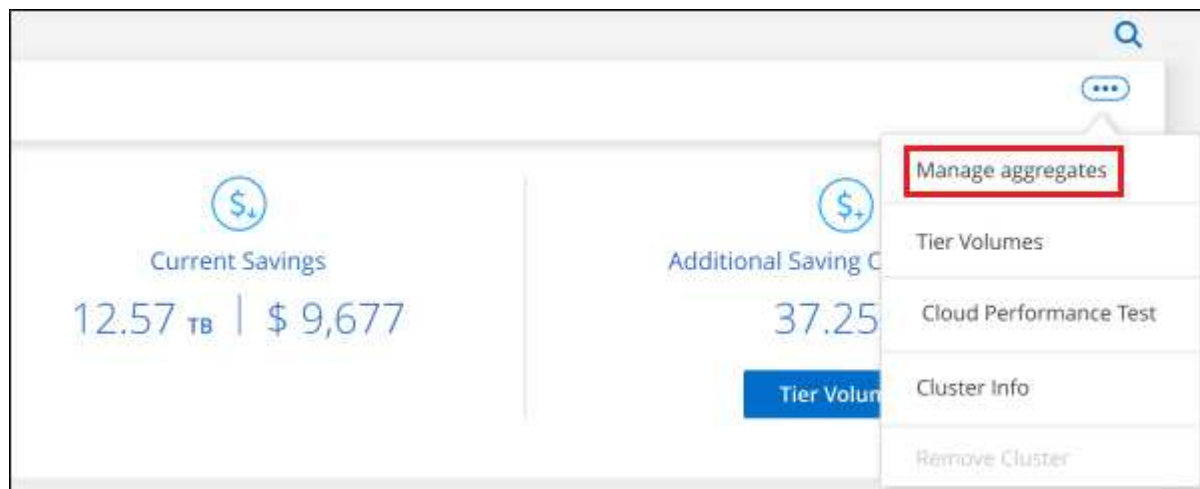 Manage aggregates
Current Savings
12.57 TB | $ 9,677
Additional Saving
37.25
Tier
Tier Volumes
Cloud Performance Test
Cluster Info
Remove Cluster